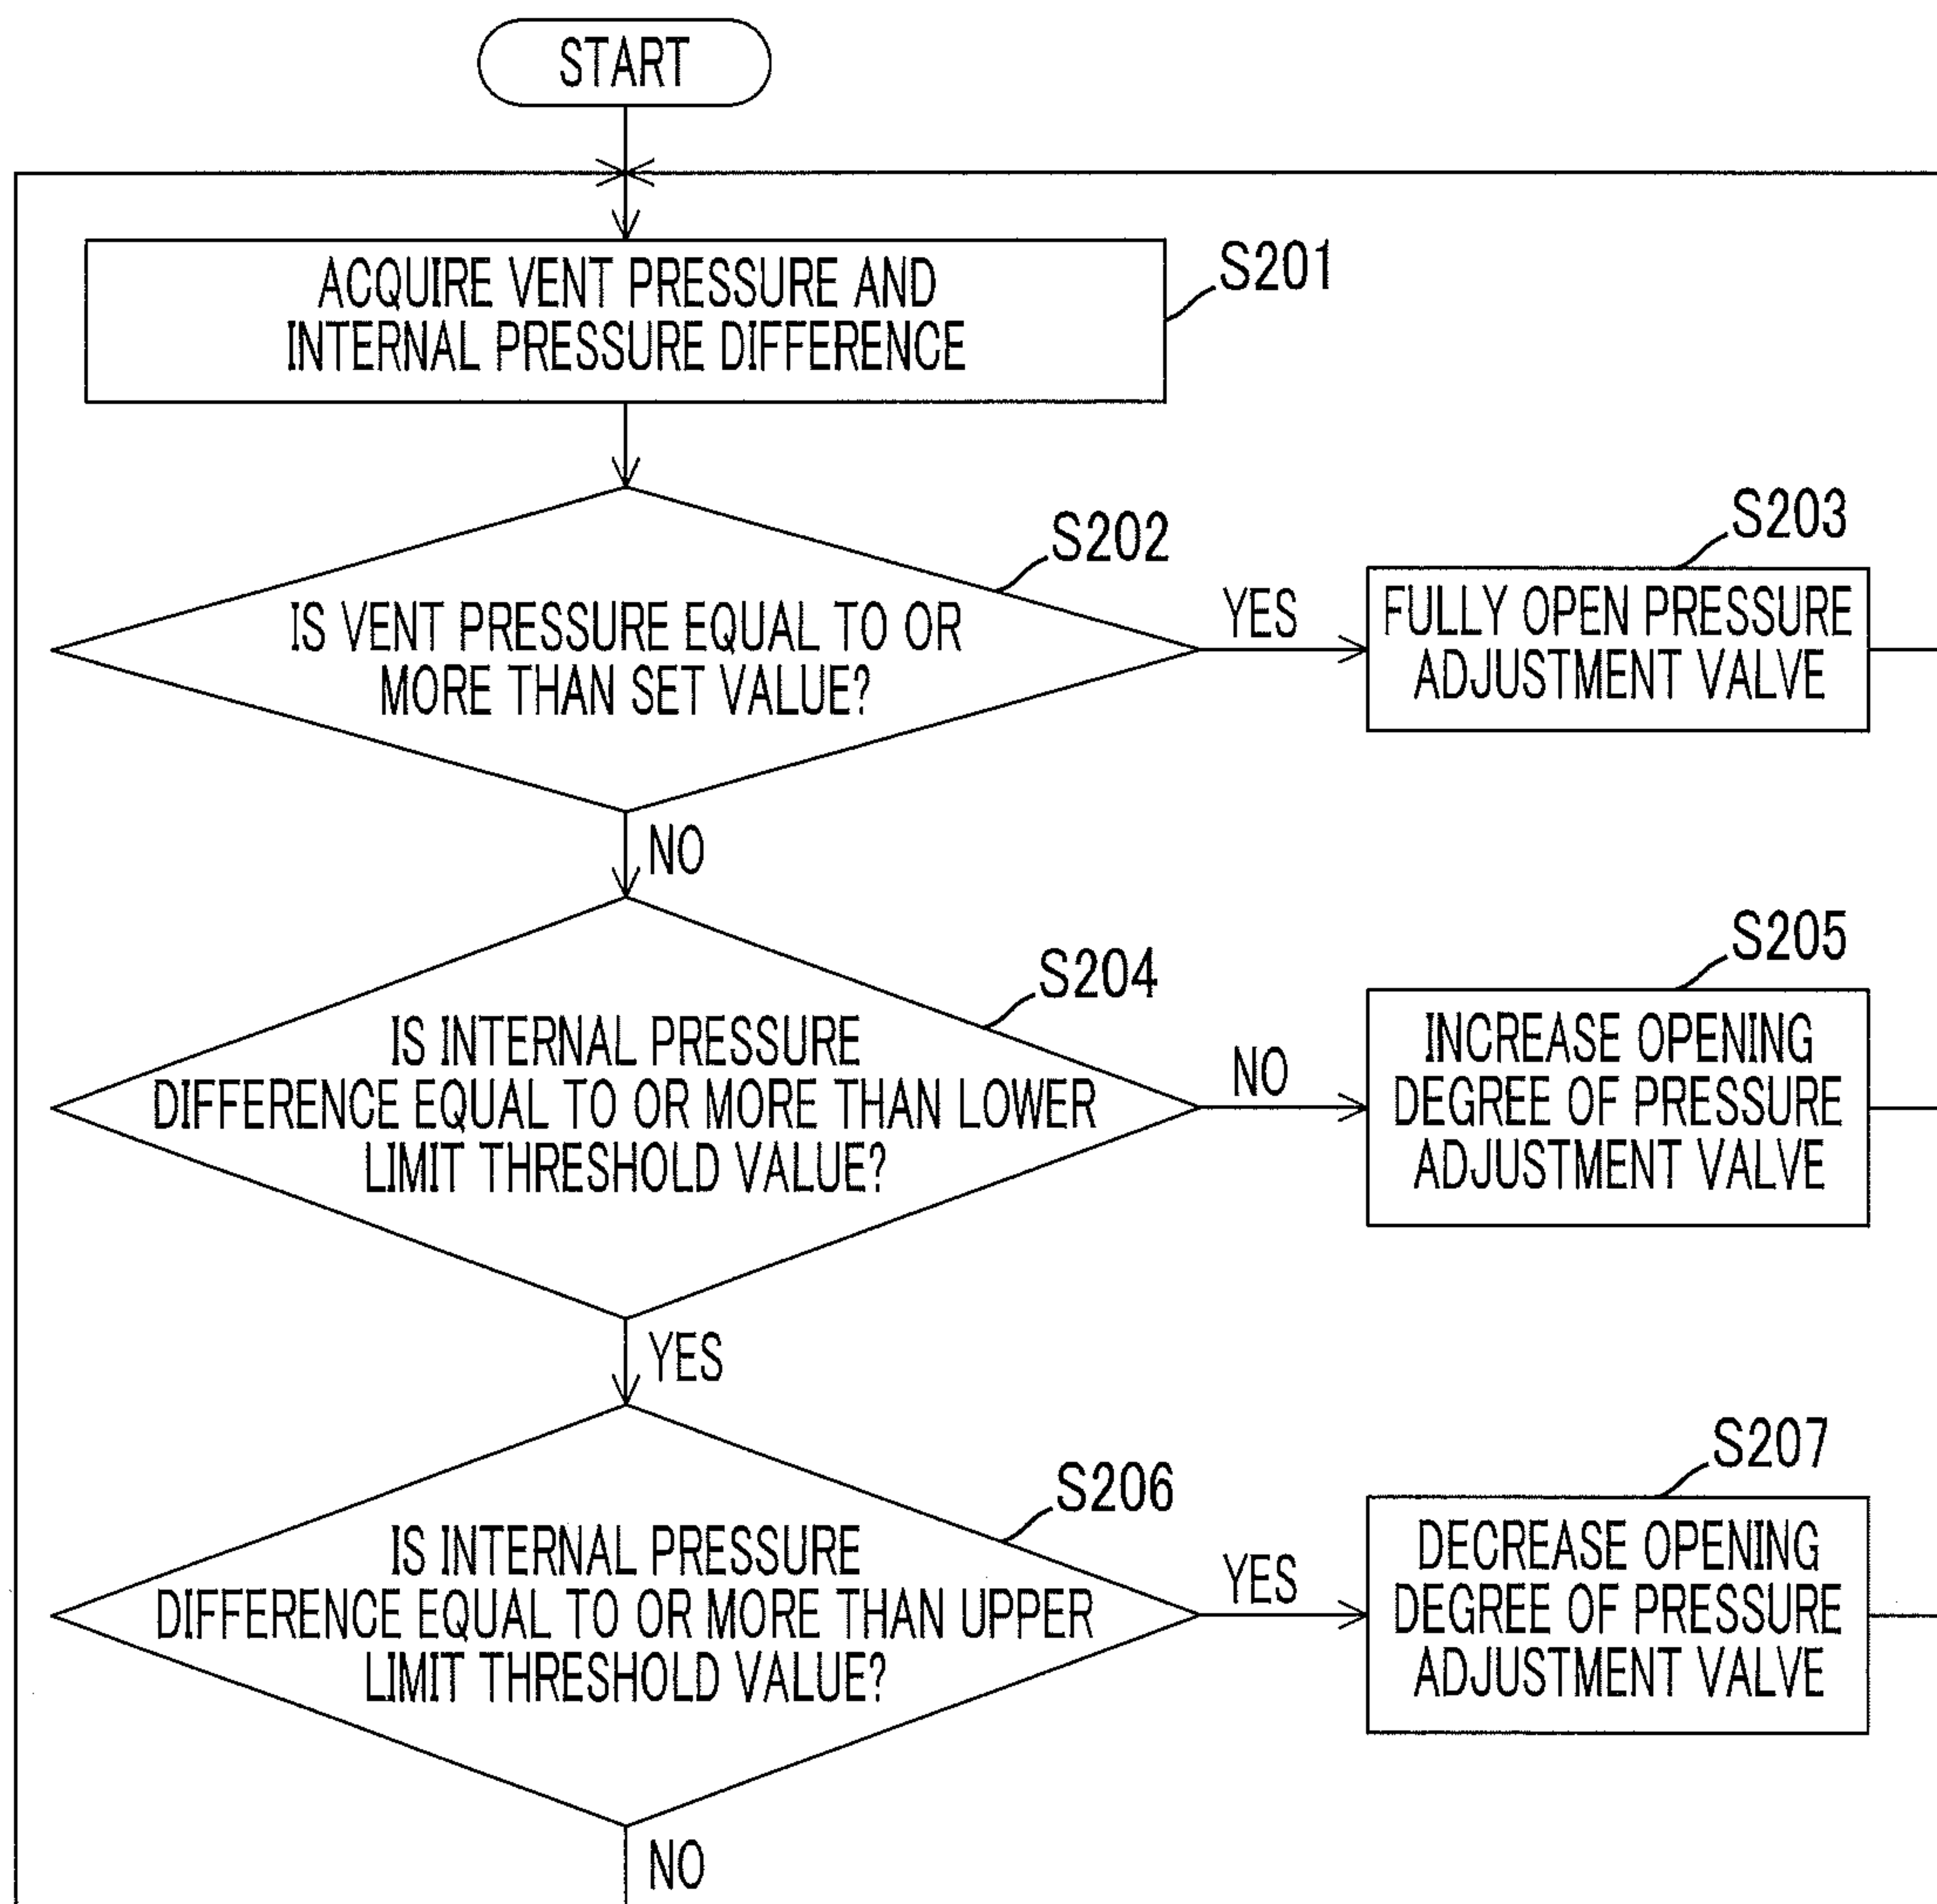 START
ACQUIRE VENT PRESSURE AND
INTERNAL PRESSURE DIFFERENCE
S201
IS VENT PRESSURE EQUAL TO OR
MORE THAN SET VALUE?
S202
YES
FULLY OPEN PRESSURE
ADJUSTMENT VALVE
S203
NO
IS INTERNAL PRESSURE
DIFFERENCE EQUAL TO OR MORE THAN LOWER
LIMIT THRESHOLD VALUE?
S204
NO
INCREASE OPENING
DEGREE OF PRESSURE
ADJUSTMENT VALVE
S205
YES
IS INTERNAL PRESSURE
DIFFERENCE EQUAL TO OR MORE THAN UPPER
LIMIT THRESHOLD VALUE?
S206
YES
DECREASE OPENING
DEGREE OF PRESSURE
ADJUSTMENT VALVE
S207
NO